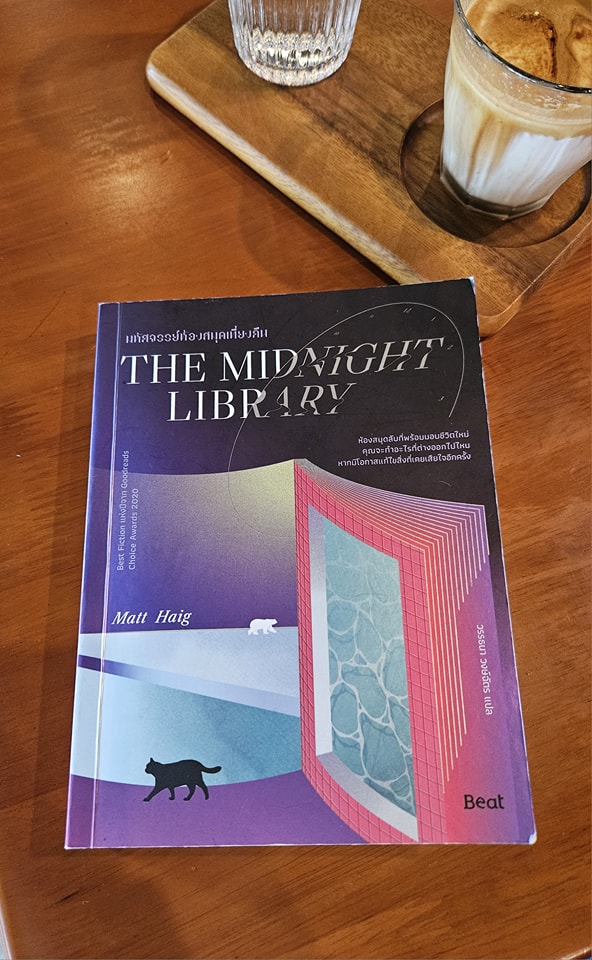 มหัศจรรย์ห้องสมุดเที่ยงคืน
THE MIDNIGHT
LIBRARY
ห้องสมุดลับที่พร้อมมอบชีวิตใหม่
คุณจะทำอะไรที่ต่างออกไปไหม
หากมีโอกาสแก้ไขสิ่งที่เคยเสียใจอีกครั้ง
Best Fiction แห่งปีจาก Goodreads
Choice Awards 2020
Matt Haig
วรรธนา วงษ์ฉัตร แปล
Beat